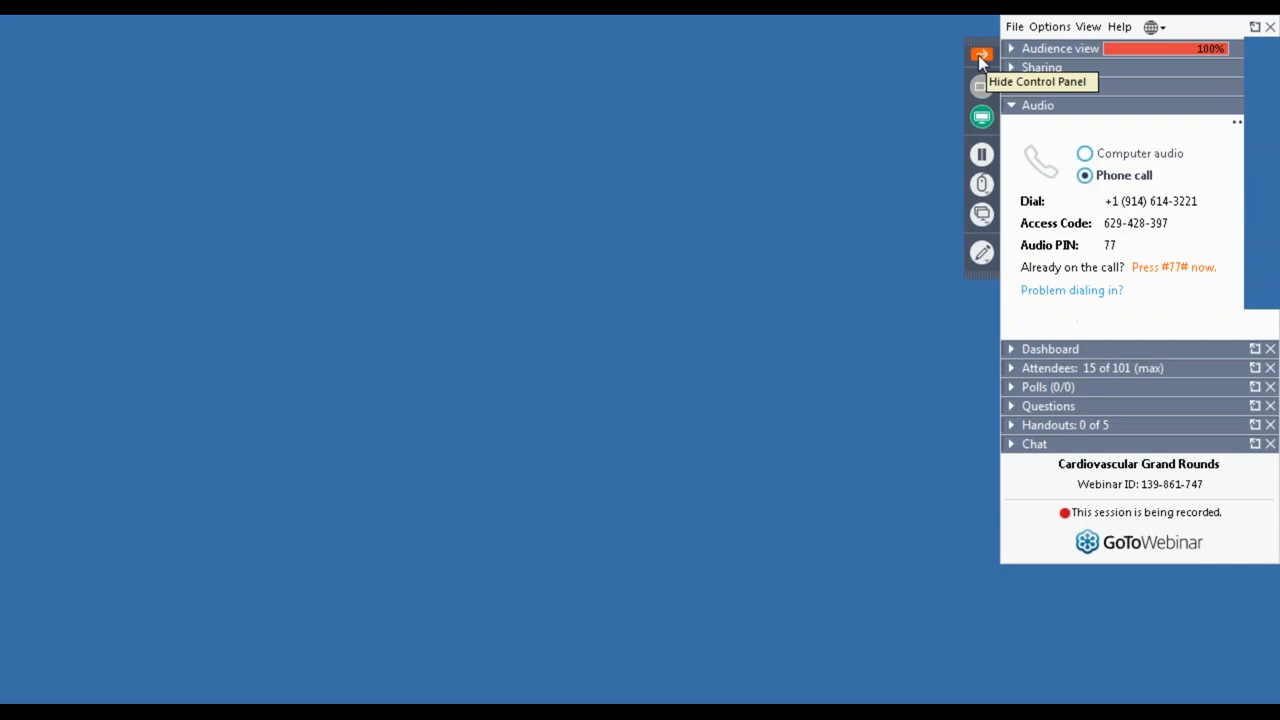 File Options View Help
Audience view 100%
Sharing
Hide Control Panel
Audio
Computer audio
Phone call
Dial: +1 (914) 614-3221
Access Code: 629-428-397
Audio PIN: 77
Already on the call? Press #77# now.
Problem dialing in?
Dashboard
Attendees: 15 of 101 (max)
Polls (0/0)
Questions
Handouts: 0 of 5
Chat
Cardiovascular Grand Rounds
Webinar ID: 139-861-747
This session is being recorded.
GoToWebinar